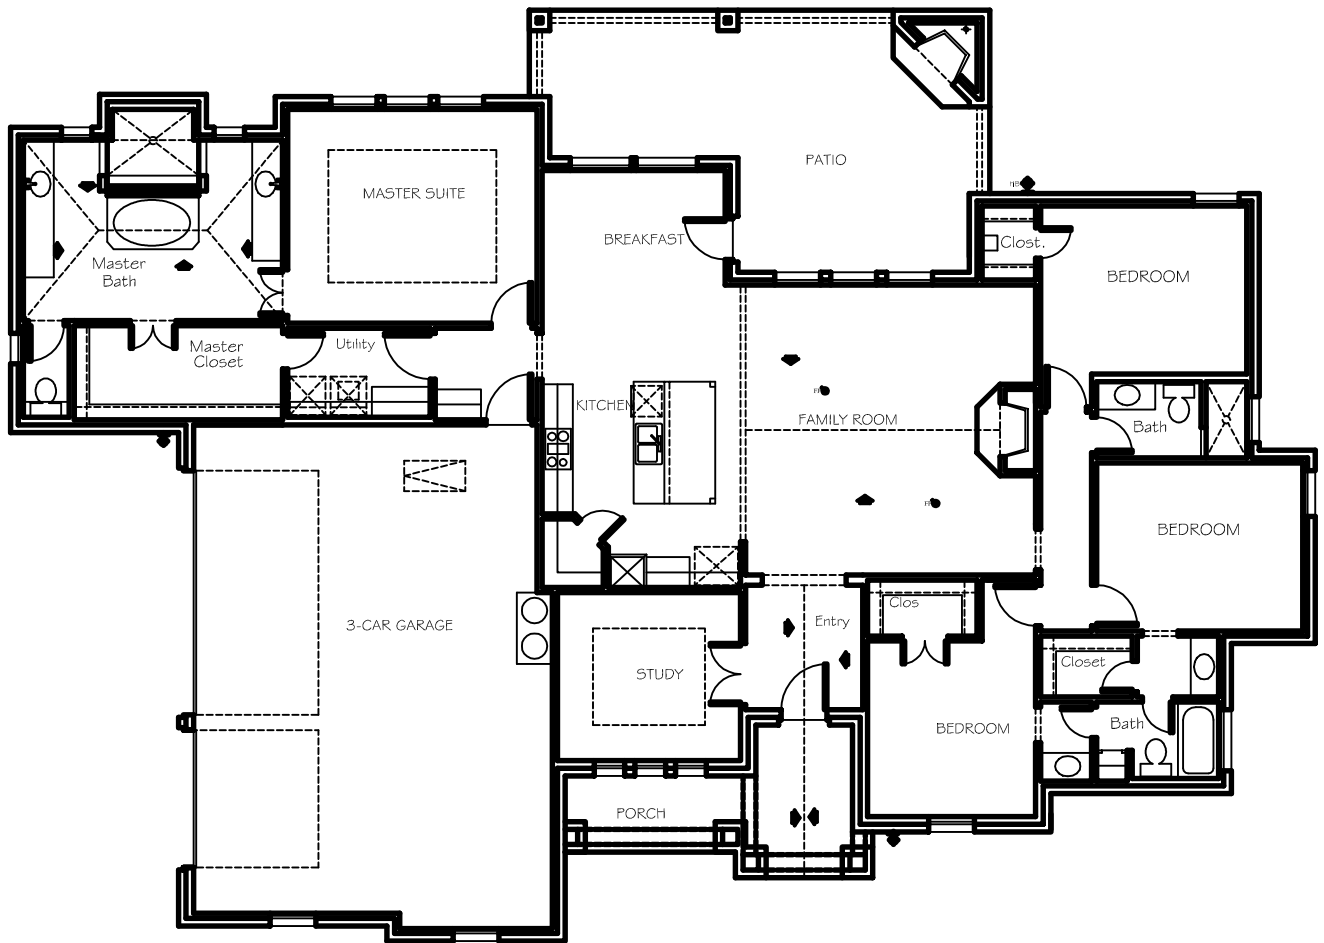 PATIO
MASTER SUITE
BREAKFAST
Clost.
Master
Bath
BEDROOM
Utility
Master
Closet
KITCHEN
FAMILY ROOM
Bath
BEDROOM
3-CAR GARAGE
Clos
Entry
STUDY
Closet
BEDROOM
Bath
PORCH